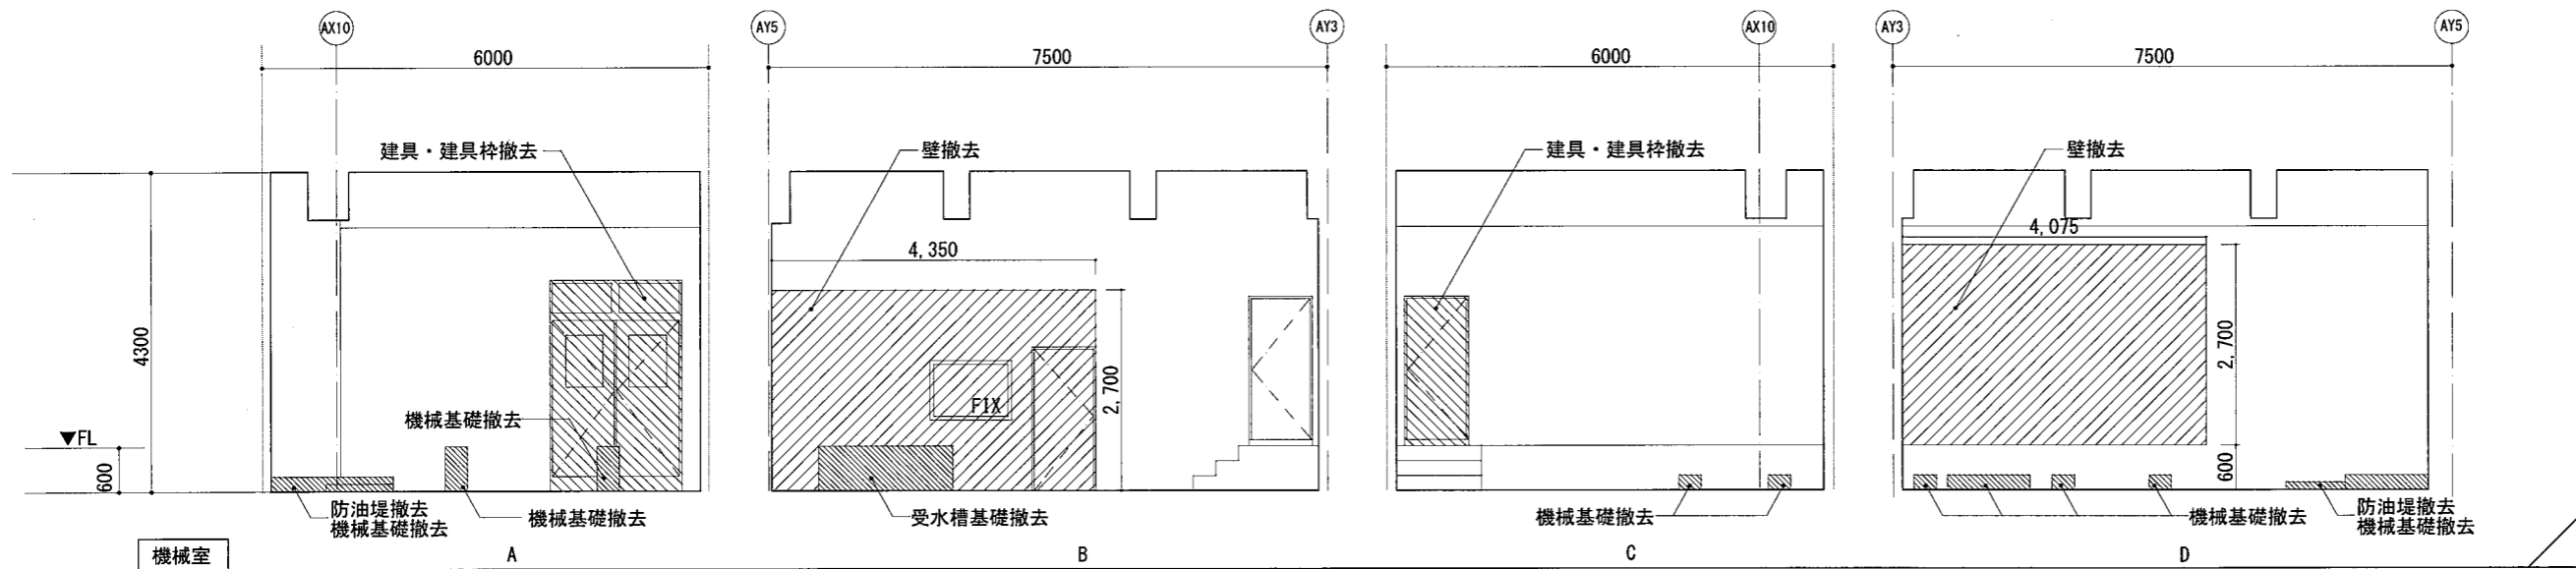 AX10
AY5
AY3
AX10
AY3
AY5
6000
7500
6000
7500
建具・建具枠撤去
壁撤去
建具・建具枠撤去
壁撤去
4,350
4,075
4300
2,700
2,700
FIX
機械基礎撤去
▼FL
600
600
防油堤撤去
機械基礎撤去
機械基礎撤去
受水槽基礎撤去
機械基礎撤去
機械基礎撤去
防油堤撤去
機械基礎撤去
機械室
A
B
C
D